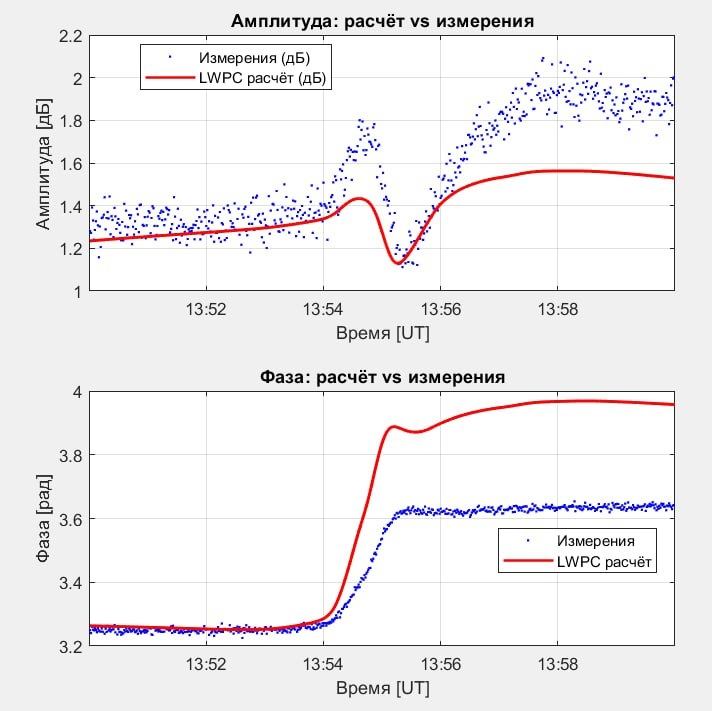 Амплитуда: расчёт vs измерения
2.2
2
1.8
1.6
1.4
1.2
1
Амплитуда [дБ]
Измерения (дБ)
LWPC расчёт (дБ)
13:52 13:54 13:56 13:58
Время [UT]
Фаза: расчёт vs измерения
4
3.8
3.6
3.4
3.2
Фаза [рад]
Измерения
LWPC расчёт
13:52 13:54 13:56 13:58
Время [UT]